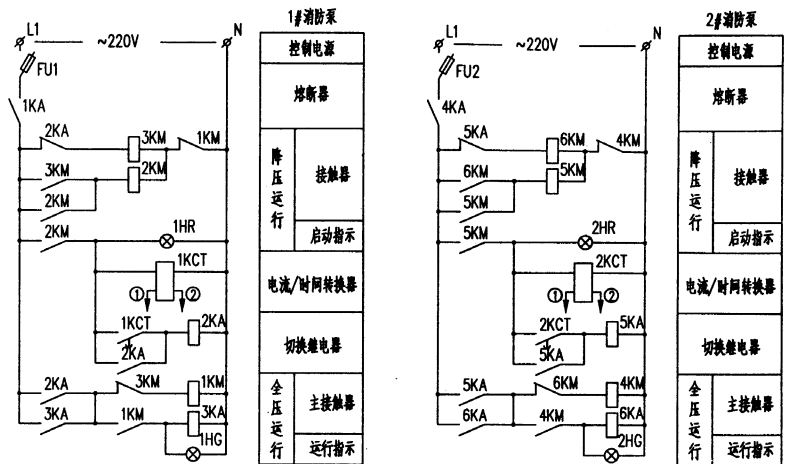 L1
~220V
N
FU1
1KA
2KA
3KM
1KM
3KM
2KM
2KM
2KM
1HR
1KCT
①
②
1KCT
2KA
2KA
2KA
3KM
1KM
3KA
1KM
3KA
1HG
1#消防泵
控制电源
熔断器
降压运行
接触器
启动指示
电流/时间转换器
切换继电器
全压运行
主接触器
运行指示
L1
~220V
N
FU2
4KA
5KA
6KM
4KM
6KM
5KM
5KM
5KM
2HR
2KCT
①
②
2KCT
5KA
5KA
5KA
6KM
4KM
6KA
4KM
6KA
2HG
2#消防泵
控制电源
熔断器
降压运行
接触器
启动指示
电流/时间转换器
切换继电器
全压运行
主接触器
运行指示